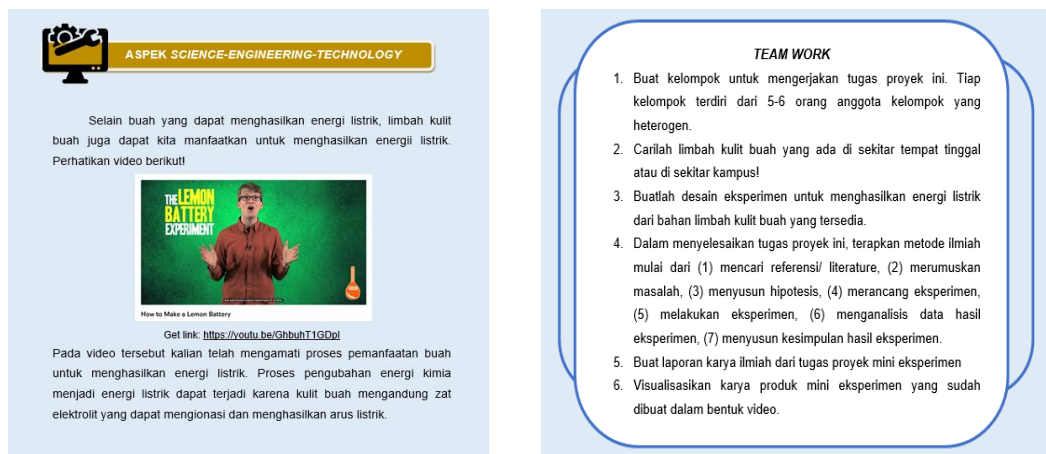 ASPEK SCIENCE-ENGINEERING-TECHNOLOGY
Selain buah yang dapat menghasilkan energi listrik, limbah kulit
buah juga dapat kita manfaatkan untuk menghasilkan energii listrik.
Perhatikan video berikut!
THE LEMON
BATTERY
EXPERIMENT
How to Make a Lemon Battery
Get link: https://youtu.be/GhbuhT1GDpI
Pada video tersebut kalian telah mengamati proses pemanfaatan buah
untuk menghasilkan energi listrik. Proses pengubahan energi kimia
menjadi energi listrik dapat terjadi karena kulit buah mengandung zat
elektrolit yang dapat mengionasi dan menghasilkan arus listrik.
TEAM WORK
1. Buat kelompok untuk mengerjakan tugas proyek ini. Tiap
kelompok terdiri dari 5-6 orang anggota kelompok yang
heterogen.
2. Carilah limbah kulit buah yang ada di sekitar tempat tinggal
atau di sekitar kampus!
3. Buatlah desain eksperimen untuk menghasilkan energi listrik
dari bahan limbah kulit buah yang tersedia.
4. Dalam menyelesaikan tugas proyek ini, terapkan metode ilmiah
mulai dari (1) mencari referensi/ literature, (2) merumuskan
masalah, (3) menyusun hipotesis, (4) merancang eksperimen,
(5) melakukan eksperimen, (6) menganalisis data hasil
eksperimen, (7) menyusun kesimpulan hasil eksperimen.
5. Buat laporan karya ilmiah dari tugas proyek mini eksperimen
6. Visualisasikan karya produk mini eksperimen yang sudah
dibuat dalam bentuk video.